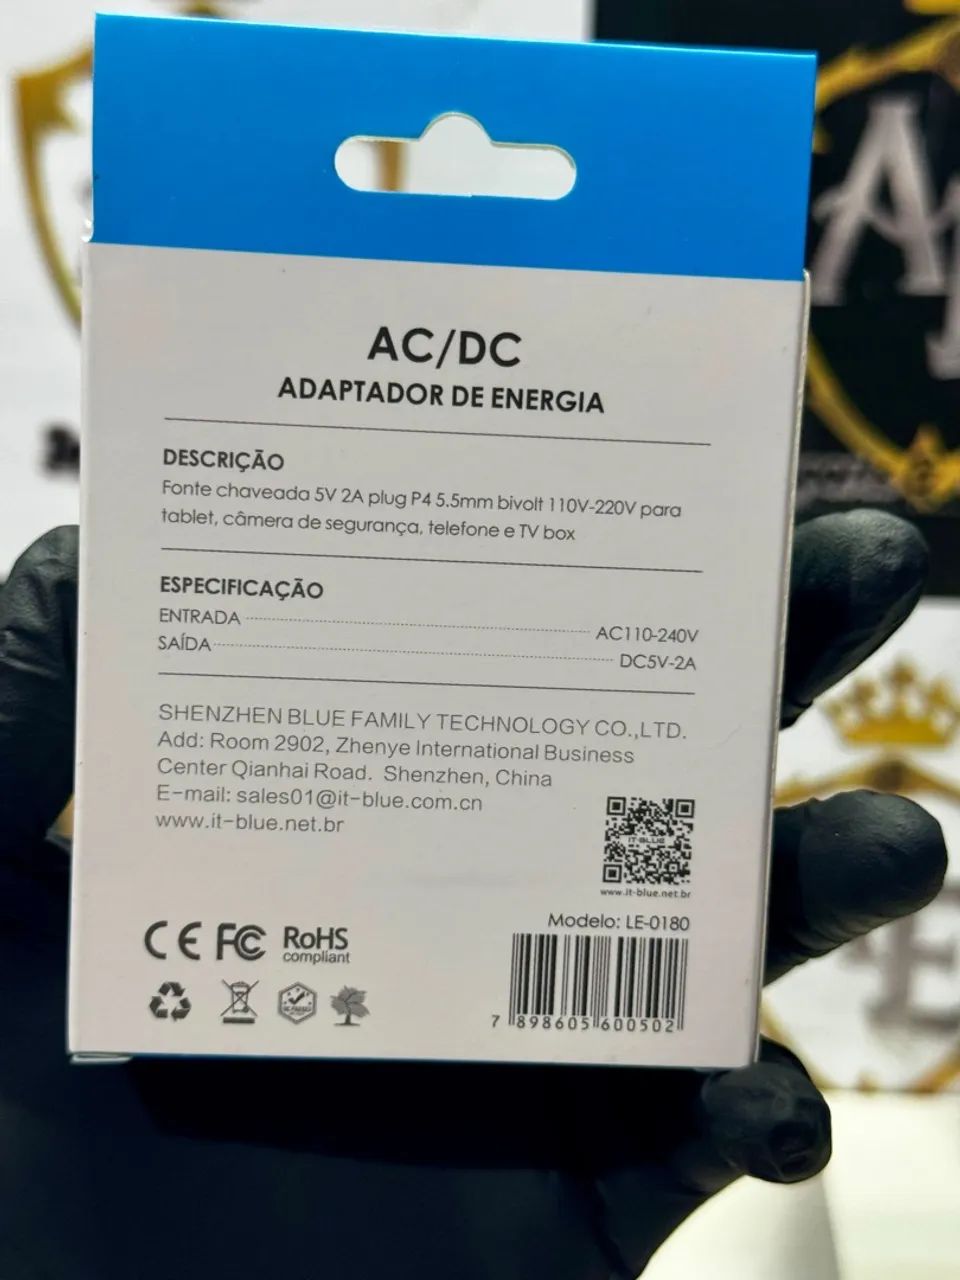 AC/DC
ADAPTADOR DE ENERGIA
DESCRIÇÃO
Fonte chaveada 5V 2A plug P4 5.5mm bivolt 110V-220V para
tablet, câmera de segurança, telefone e TV box
ESPECIFICAÇÃO
ENTRADA AC110-240V
SAÍDA DC5V-2A
SHENZHEN BLUE FAMILY TECHNOLOGY CO.,LTD.
Add: Room 2902, Zhenye International Business
Center Qianhai Road. Shenzhen, China
E-mail: sales01@it-blue.com.cn
www.it-blue.net.br
IT-BLUE
www.it-blue.net.br
Modelo: LE-0180
CE FC RoHS
compliant
7 898605 600502